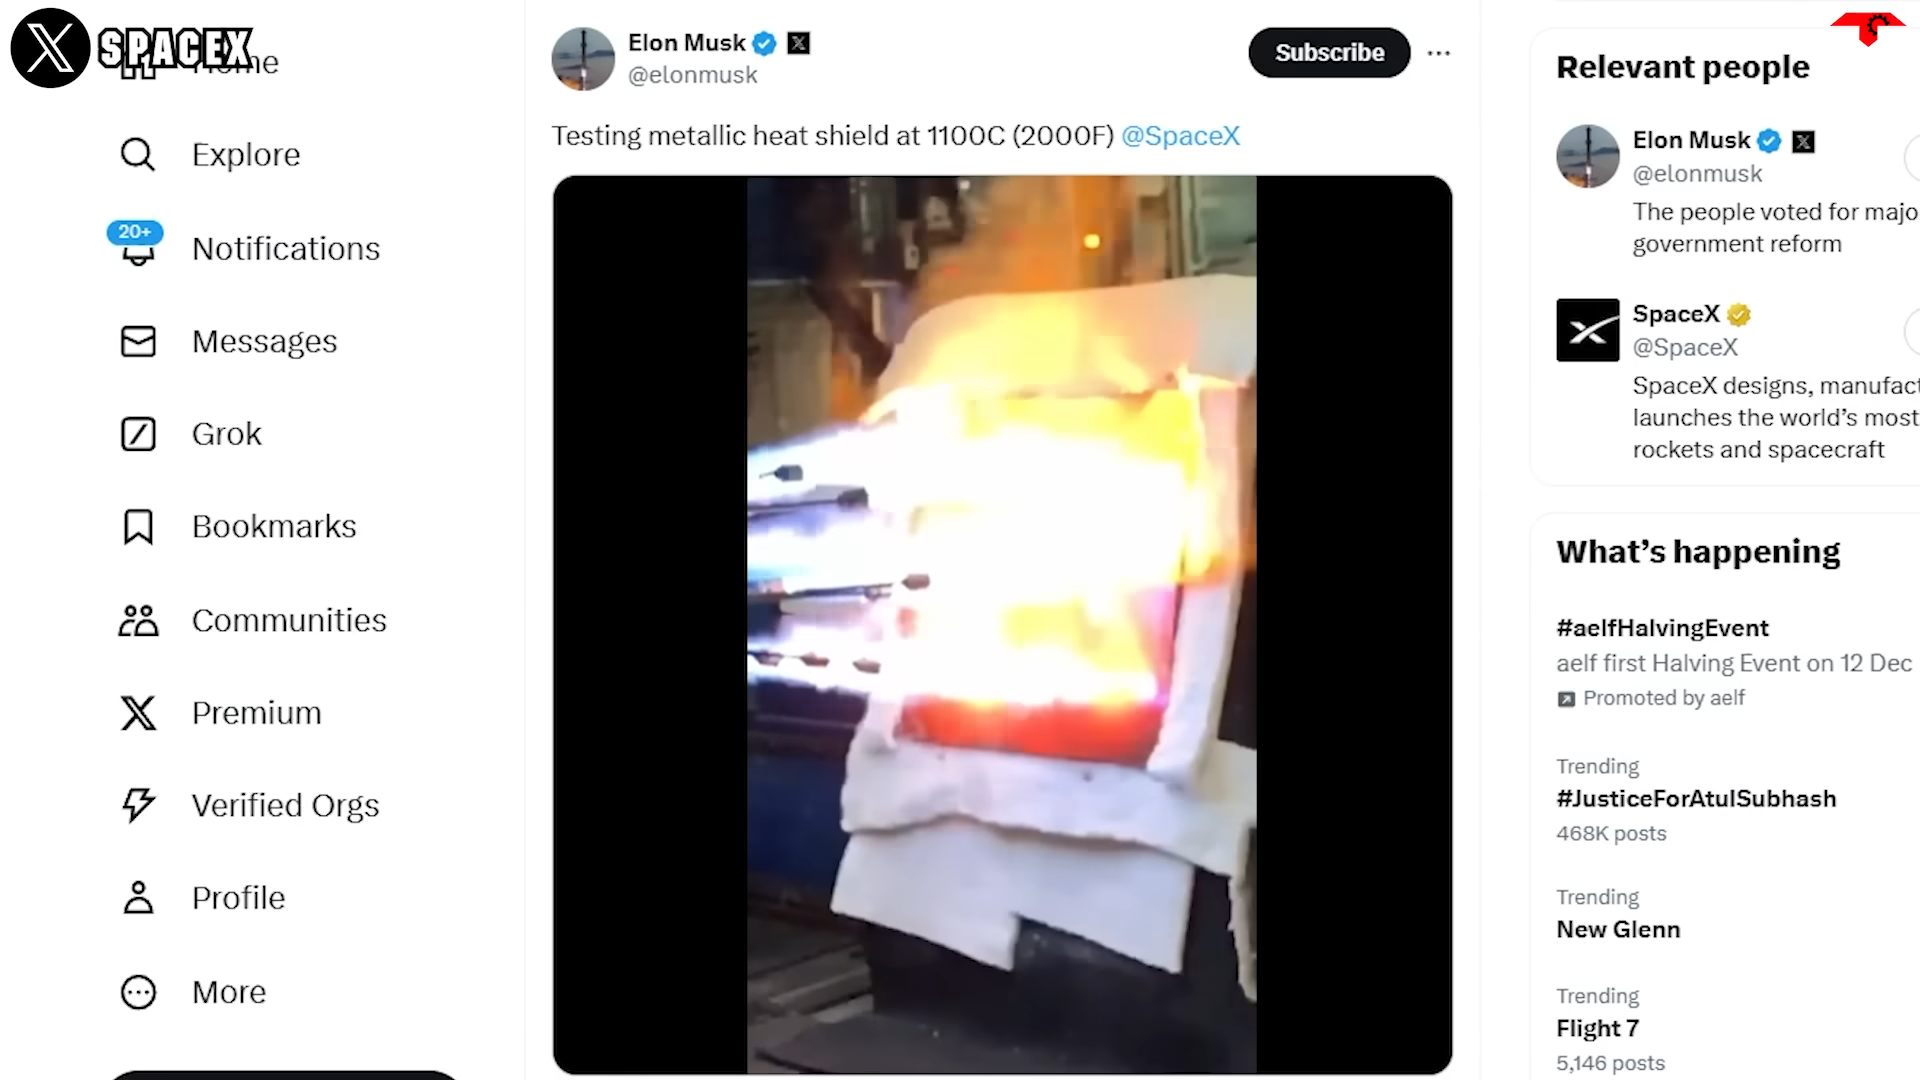 SPACEX
Home
Explore
20+
Notifications
Messages
Grok
Bookmarks
Communities
Premium
Verified Orgs
Profile
More
Elon Musk
@elonmusk
Subscribe
Testing metallic heat shield at 1100C (2000F) @SpaceX
Relevant people
Elon Musk
@elonmusk
The people voted for majo
government reform
SpaceX
@SpaceX
SpaceX designs, manufact
launches the world's most
rockets and spacecraft
What's happening
#aelfHalvingEvent
aelf first Halving Event on 12 Dec
Promoted by aelf
Trending
#JusticeForAtulSubhash
468K posts
Trending
New Glenn
Trending
Flight 7
5,146 posts